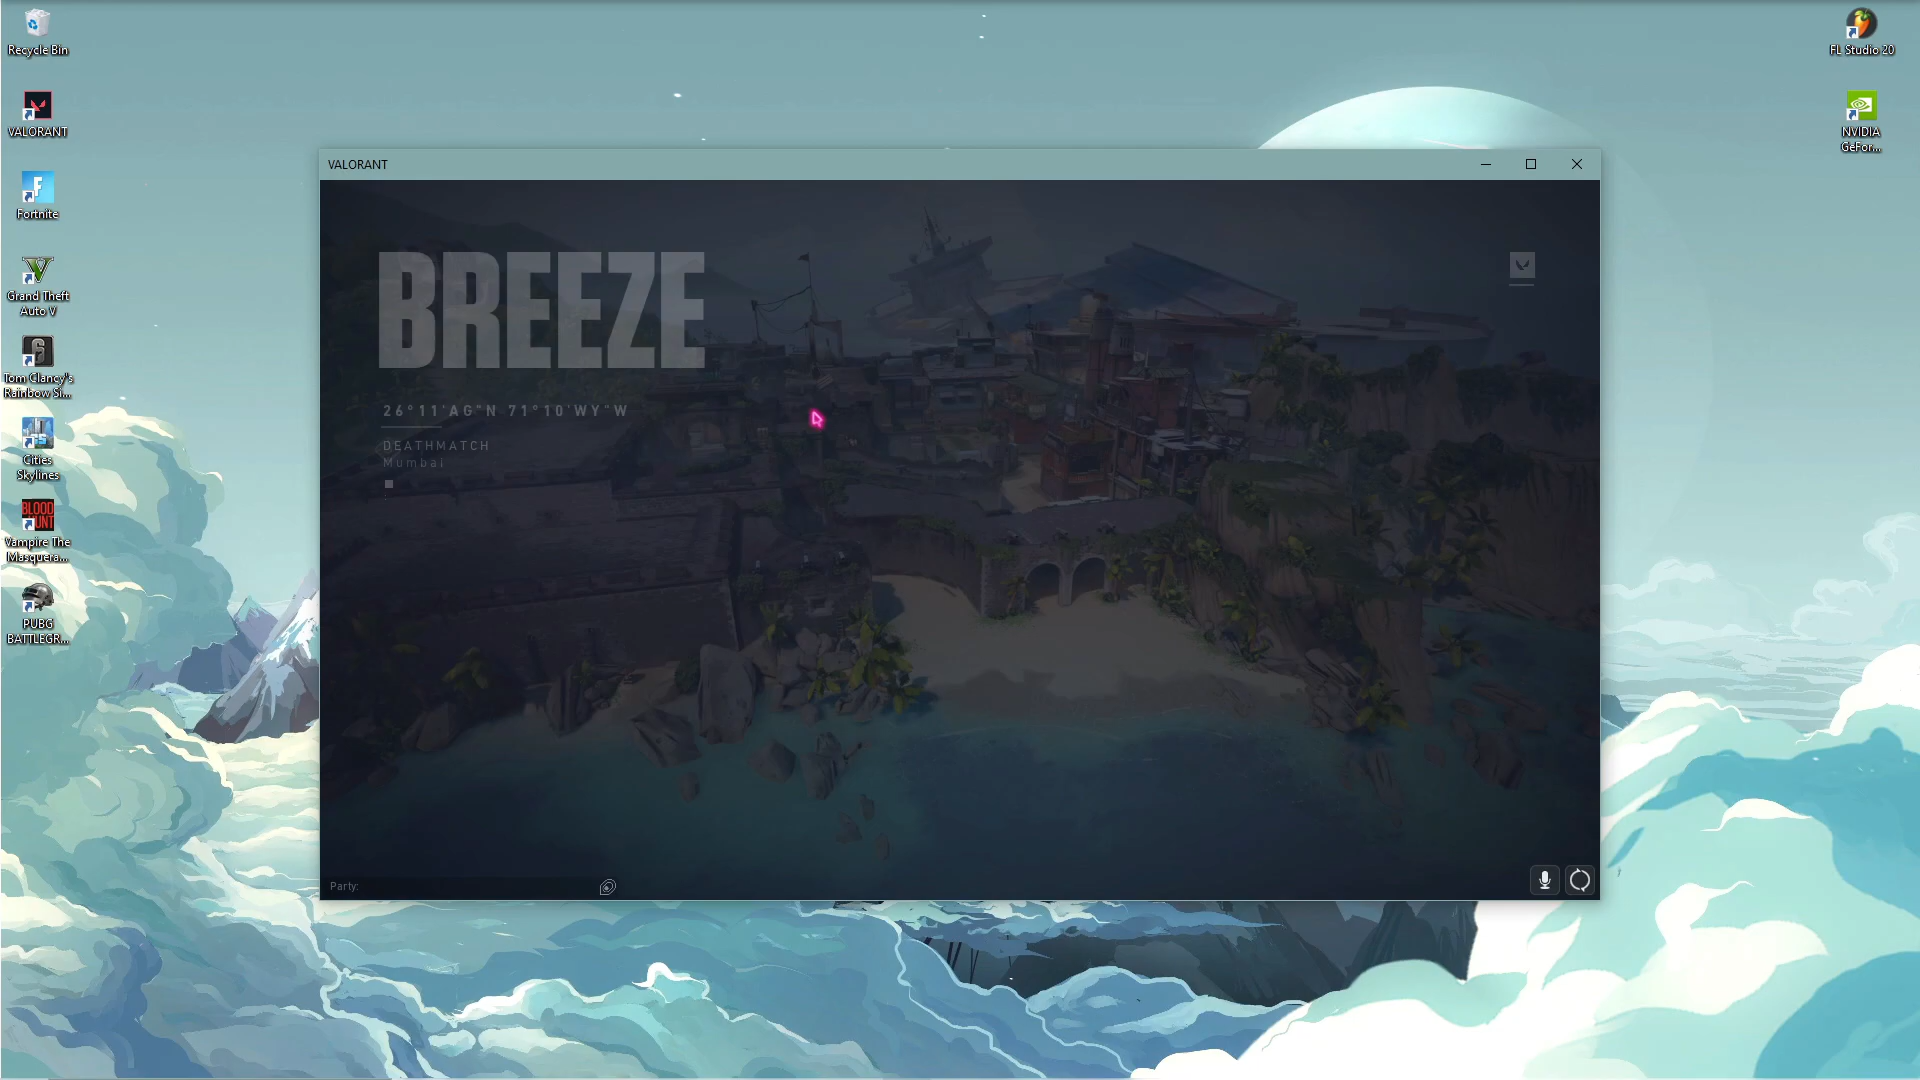 Recycle Bin
VALORANT
Fortnite
Grand Theft
Auto V
Tom Clancy's
Rainbow Si...
Cities
Skylines
BLOOD
HUNT
Vampire The
Masquera...
PUBG
BATTLEGR...
FL Studio 20
NVIDIA
GeFor...
VALORANT
BREEZE
26°11'AG"N 71°10'WY"W
DEATHMATCH
Mumbai
Party: